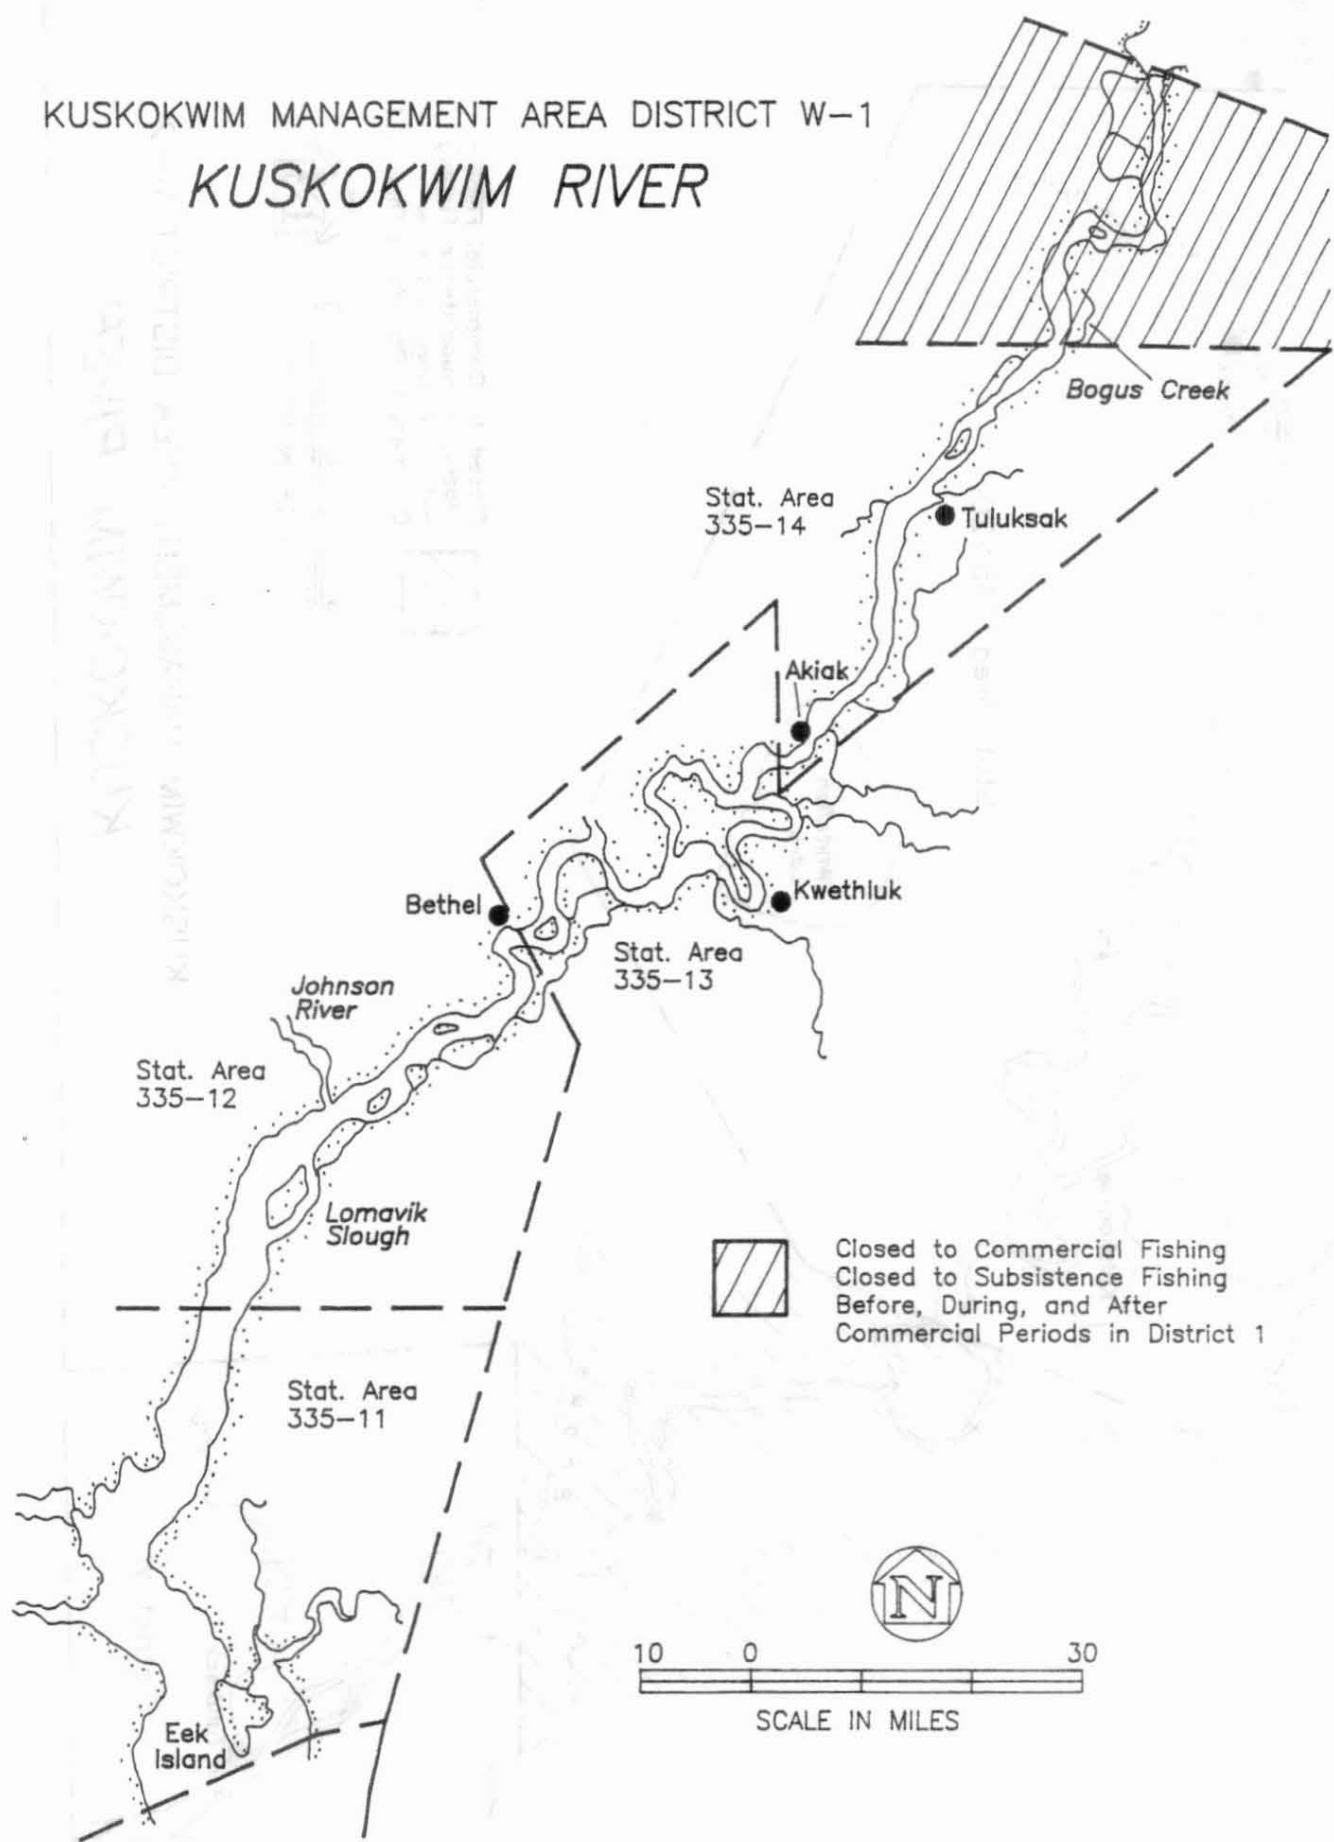 KUSKOKWIM MANAGEMENT AREA DISTRICT W-1
KUSKOKWIM RIVER
Bogus Creek
Stat. Area
335-14
Tuluksak
Akiak
Bethel
Kwethluk
Stat. Area
335-13
Johnson
River
Stat. Area
335-12
Lomavik
Slough
Closed to Commercial Fishing
Closed to Subsistence Fishing
Before, During, and After
Commercial Periods in District 1
Stat. Area
335-11
N
10 0 30
SCALE IN MILES
Eek
Island